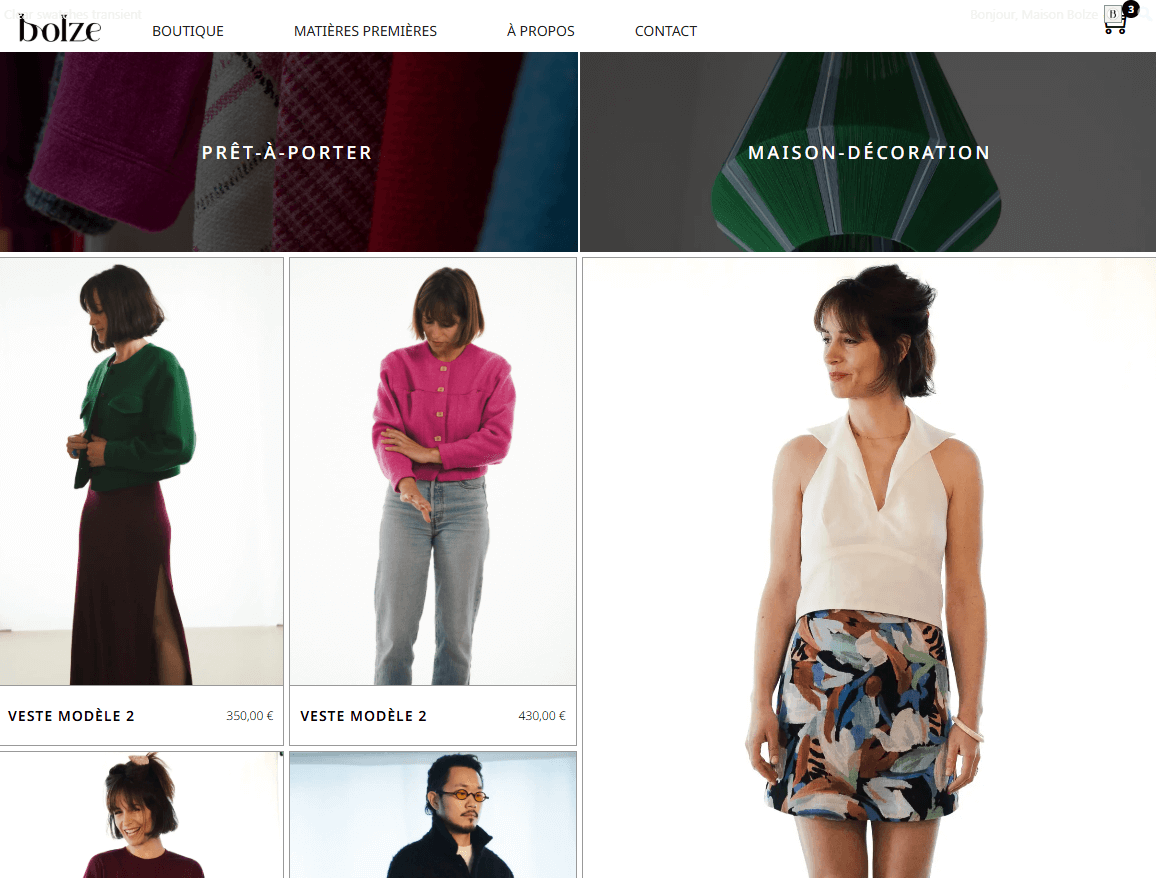 Clear swatches transient
Bonjour, Maison Bolze
B
3
bolze
BOUTIQUE
MATIÈRES PREMIÈRES
À PROPOS
CONTACT
PRÊT-À-PORTER
MAISON-DÉCORATION
VESTE MODÈLE 2
350,00 €
VESTE MODÈLE 2
430,00 €